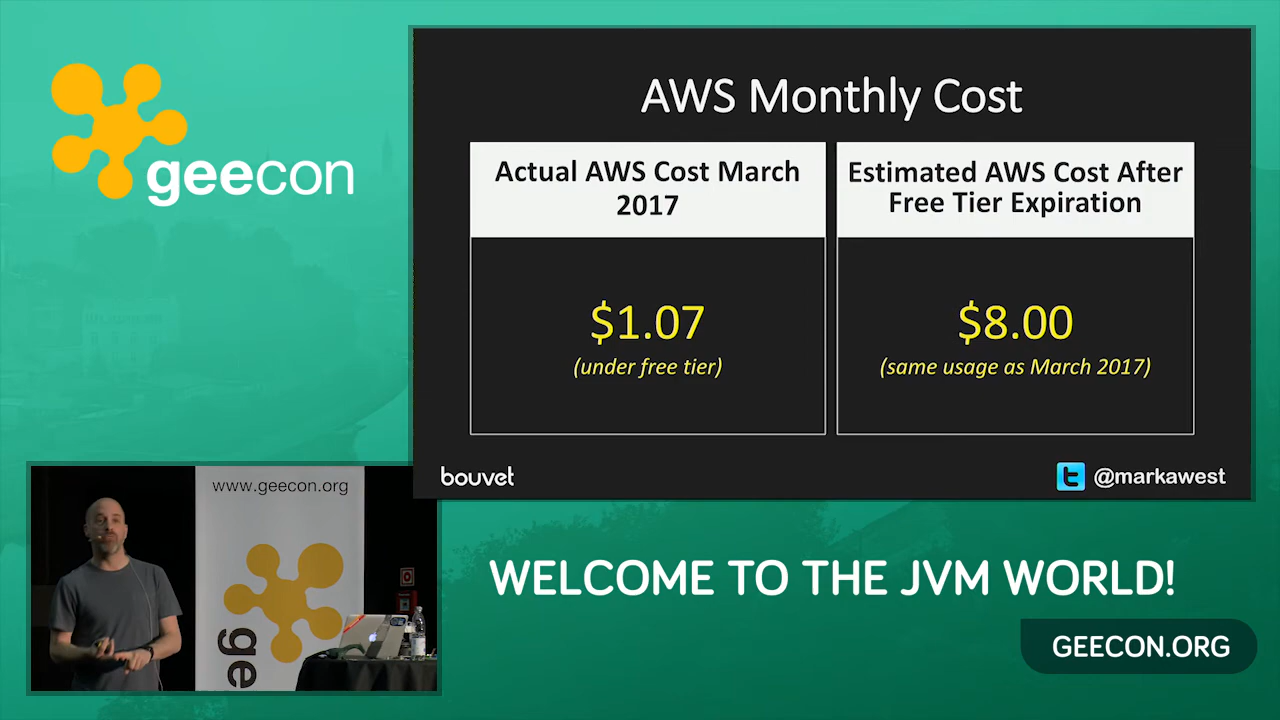 geecon
AWS Monthly Cost
Actual AWS Cost March
2017
Estimated AWS Cost After
Free Tier Expiration
$1.07
(under free tier)
$8.00
(same usage as March 2017)
bouvet
@markawest
www.geecon.org
gee
WELCOME TO THE JVM WORLD!
GEECON.ORG